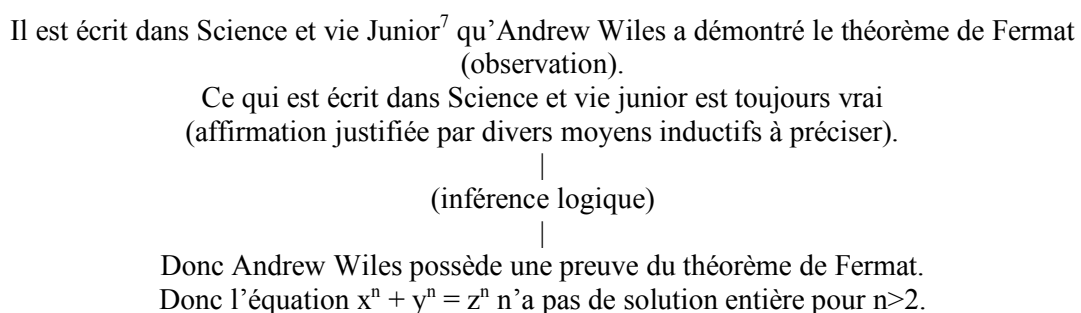 Il est écrit dans Science et vie Junior⁷ qu’Andrew Wiles a démontré le théorème de Fermat
(observation).
Ce qui est écrit dans Science et vie junior est toujours vrai
(affirmation justifiée par divers moyens inductifs à préciser).
|
(inférence logique)
|
Donc Andrew Wiles possède une preuve du théorème de Fermat.
Donc l’équation xⁿ + yⁿ = zⁿ n’a pas de solution entière pour n>2.